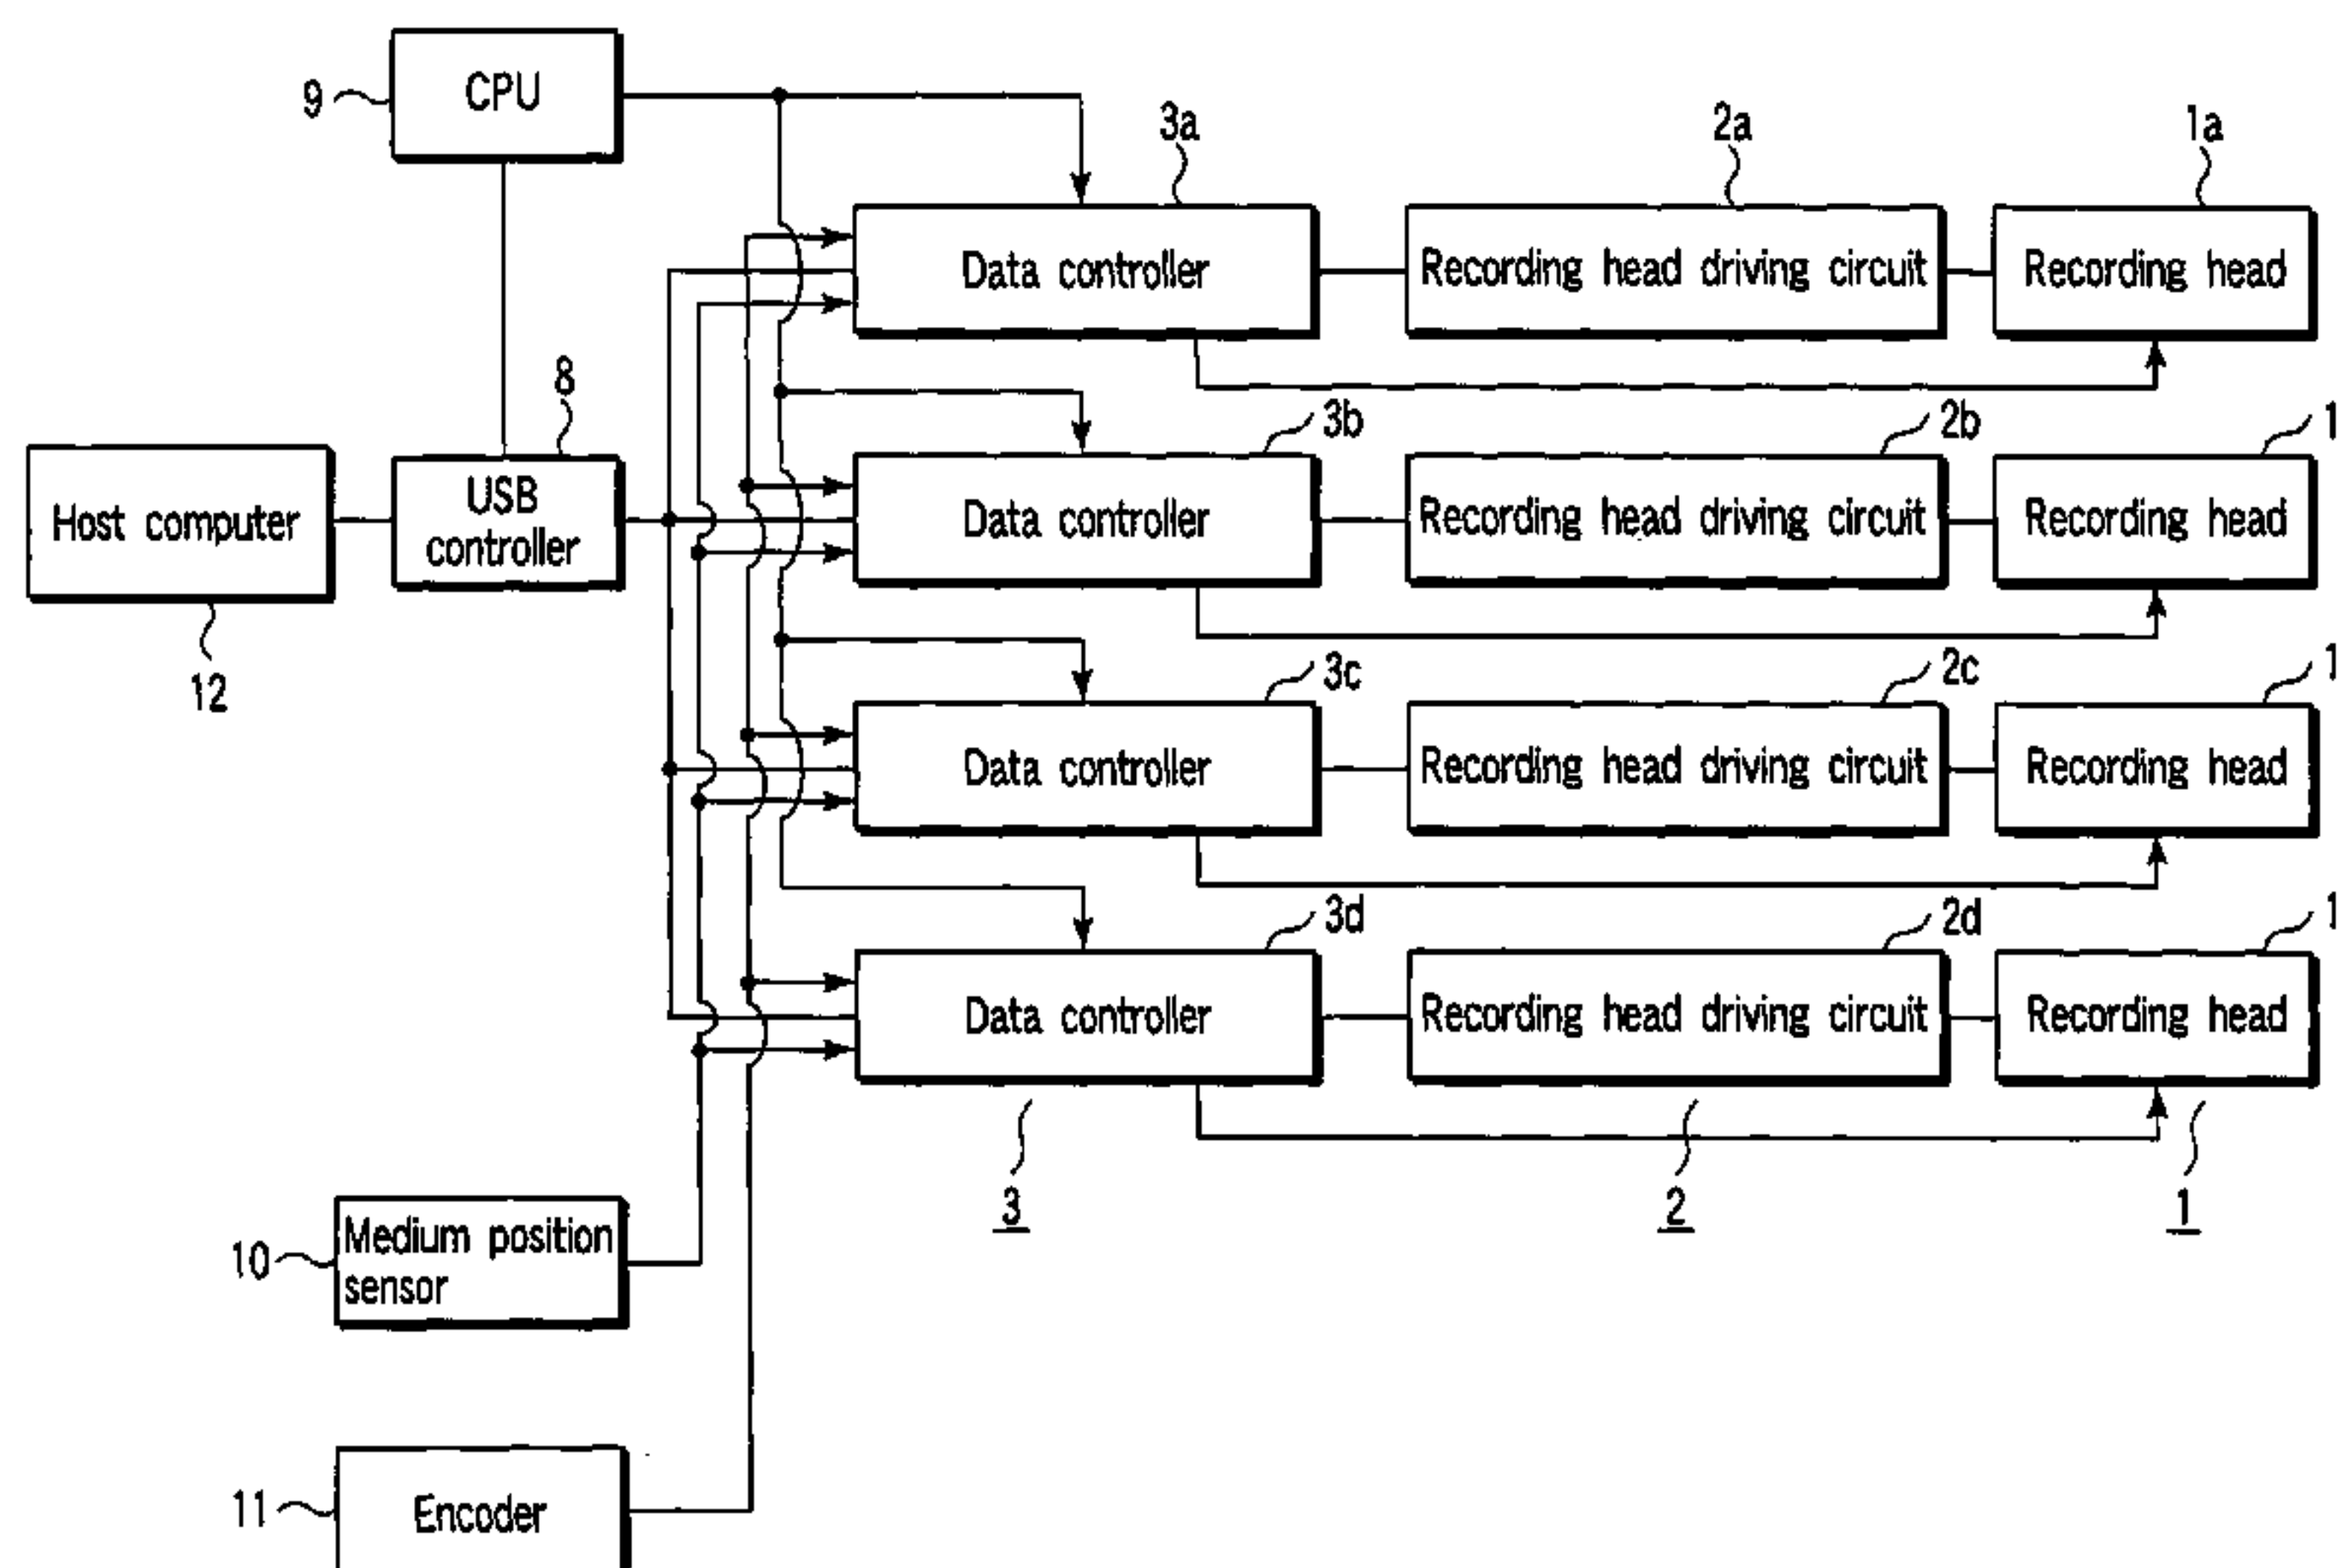 CPU
9
3a
2a
1a
Data controller
Recording head driving circuit
Recording head
8
3b
2b
1
Host computer
USB
controller
Data controller
Recording head driving circuit
Recording head
12
3c
2c
1
Data controller
Recording head driving circuit
Recording head
3d
2d
1
Data controller
Recording head driving circuit
Recording head
3
2
1
10
Medium position
sensor
11
Encoder